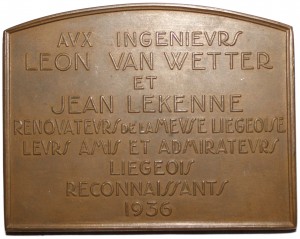 AVX INGENIEVRS
LEON VAN WETTER
ET
JEAN LEKENNE
RENOVATEVRS DE LA MEVSE LIEGEOISE
LEVRS AMIS ET ADMIRATEVRS
LIEGEOIS
RECONNAISSANTS
1936